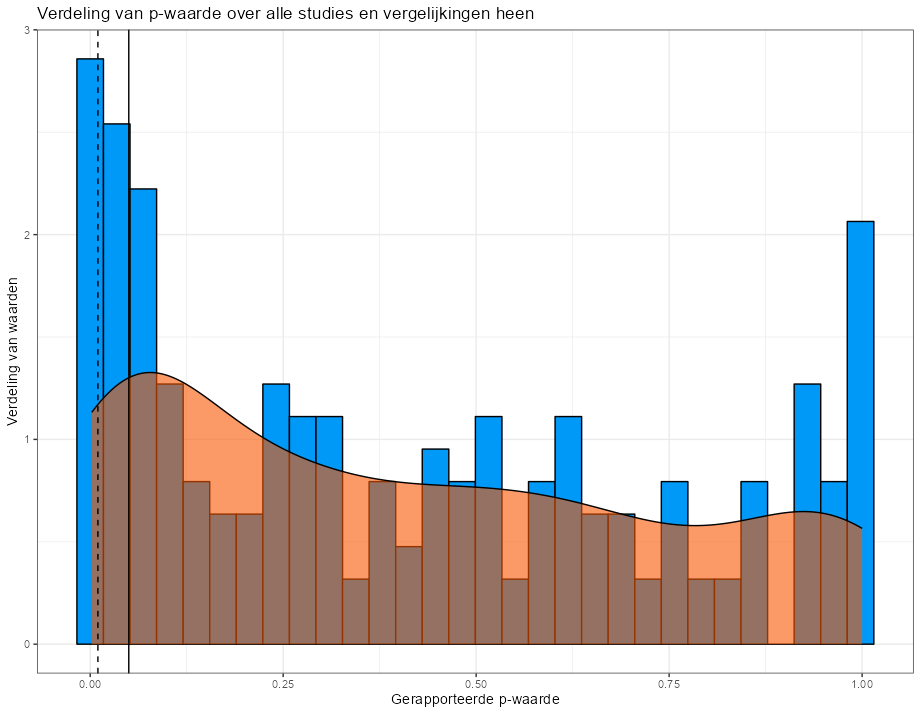 Verdeling van p-waarde over alle studies en vergelijkingen heen
3
2
1
0
Verdeling van waarden
0.00 0.25 0.50 0.75 1.00
Gerapporteerde p-waarde